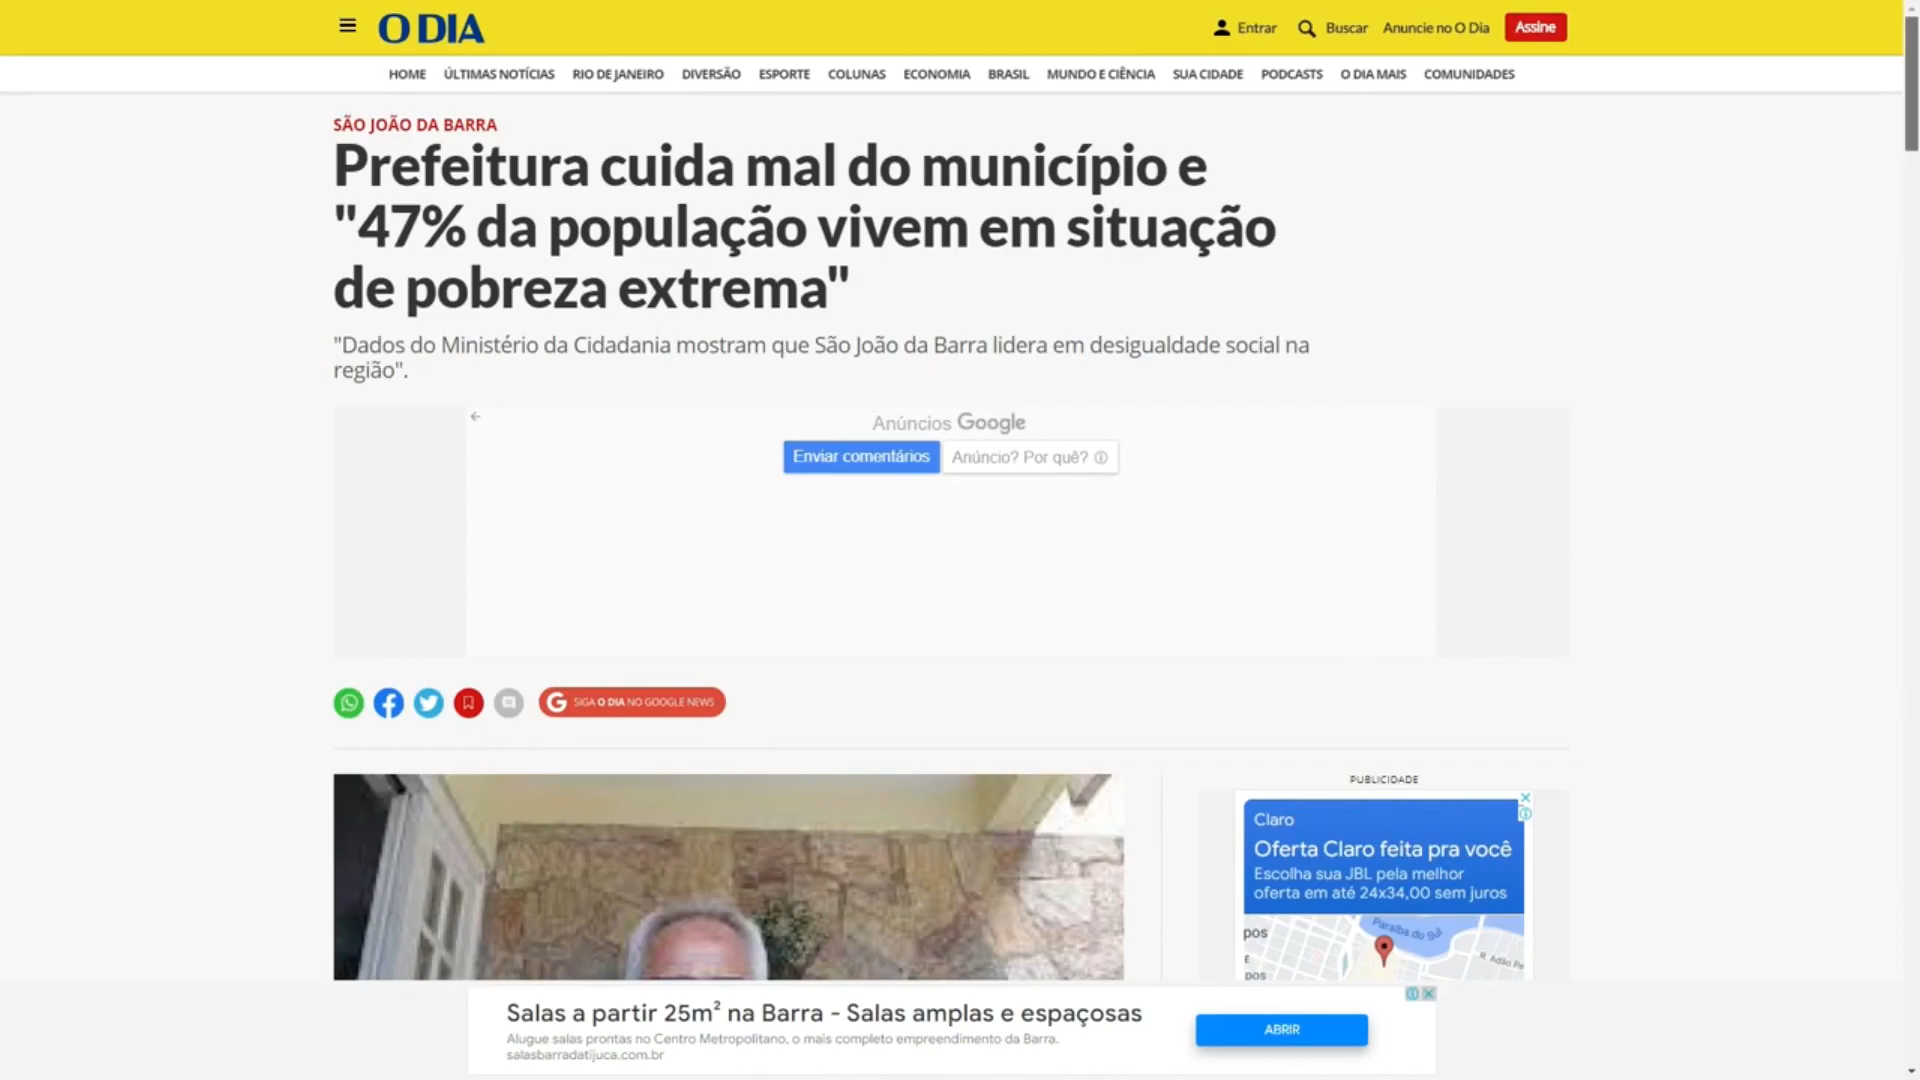 O DIA
Entrar
Buscar
Anuncie no O Dia
Assine
HOME ÚLTIMAS NOTÍCIAS RIO DE JANEIRO DIVERSÃO ESPORTE COLUNAS ECONOMIA BRASIL MUNDO E CIÊNCIA SUA CIDADE PODCASTS O DIA MAIS COMUNIDADES
SÃO JOÃO DA BARRA
Prefeitura cuida mal do município e
"47% da população vivem em situação
de pobreza extrema"
"Dados do Ministério da Cidadania mostram que São João da Barra lidera em desigualdade social na
região".
Anúncios Google
Enviar comentários
Anúncio? Por quê?
SIGA O DIA NO GOOGLE NEWS
PUBLICIDADE
Claro
Oferta Claro feita pra você
Escolha sua JBL pela melhor
oferta em até 24x34,00 sem juros
Paraíba do
pos
R. Adão Pe
E
pos
Salas a partir 25m² na Barra - Salas amplas e espaçosas
Alugue salas prontas no Centro Metropolitano, o mais completo empreendimento da Barra.
salasbarradatijuca.com.br
ABRIR